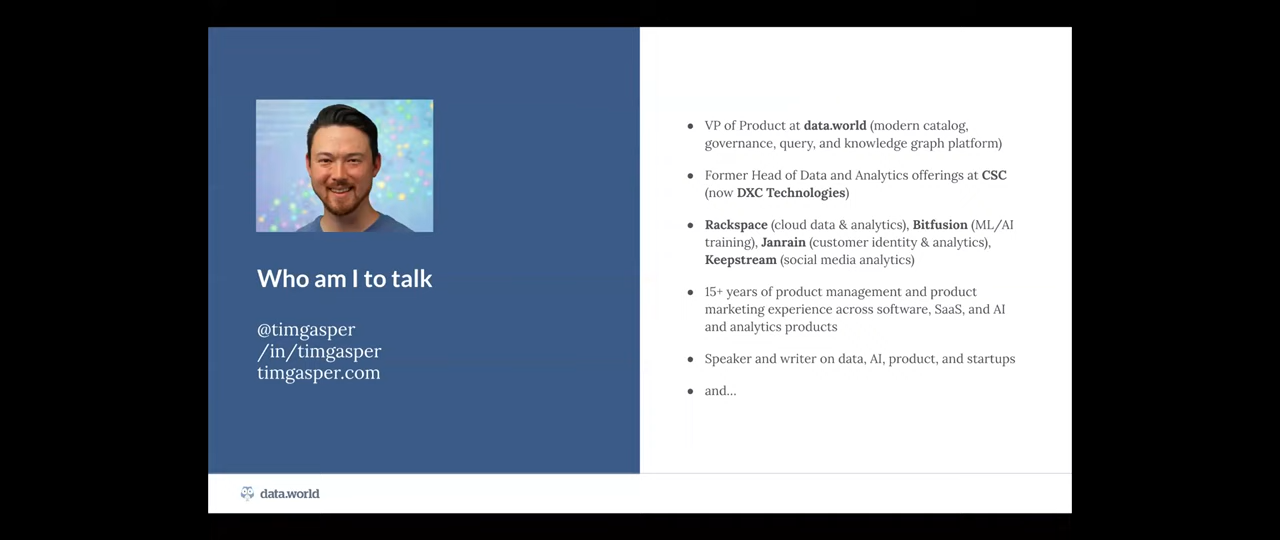 Who am I to talk
@timgasper
/in/timgasper
timgasper.com
● VP of Product at data.world (modern catalog,
governance, query, and knowledge graph platform)
● Former Head of Data and Analytics offerings at CSC
(now DXC Technologies)
● Rackspace (cloud data & analytics), Bitfusion (ML/AI
training), Janrain (customer identity & analytics),
Keepstream (social media analytics)
● 15+ years of product management and product
marketing experience across software, SaaS, and AI
and analytics products
● Speaker and writer on data, AI, product, and startups
● and...
data.world